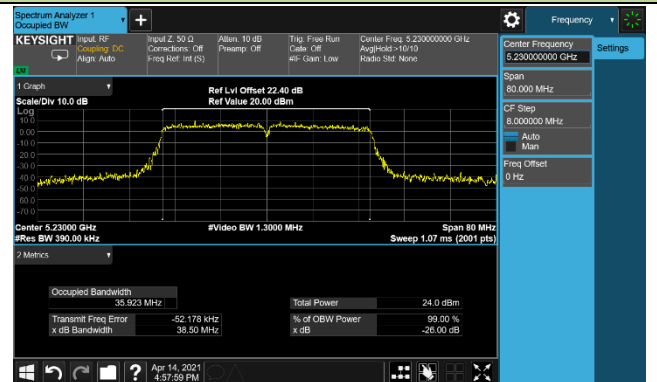 Spectrum Analyzer 1
Occupied BW
+
Frequency
KEYSIGHT
Input: RF
Coupling: DC
Align: Auto
Input Z: 50 Ω
Corrections: Off
Freq Ref: Int (S)
Atten: 10 dB
Preamp: Off
Trig: Free Run
Gate: Off
#IF Gain: Low
Center Freq: 5.230000000 GHz
Avg|Hold:>10/10
Radio Std: None
Center Frequency
5.230000000 GHz
Settings
Span
80.000 MHz
CF Step
8.000000 MHz
Auto
Man
Freq Offset
0 Hz
1 Graph
Scale/Div 10.0 dB
Ref Lvl Offset 22.40 dB
Ref Value 20.00 dBm
Log
10.0
0.00
-10.0
-20.0
-30.0
-40.0
-50.0
-60.0
-70.0
Center 5.23000 GHz
#Res BW 390.00 kHz
#Video BW 1.3000 MHz
Span 80 MHz
Sweep 1.07 ms (2001 pts)
2 Metrics
Occupied Bandwidth
35.923 MHz
Total Power
24.0 dBm
Transmit Freq Error
-52.178 kHz
% of OBW Power
99.00 %
x dB Bandwidth
38.50 MHz
x dB
-26.00 dB
?
Apr 14, 2021
4:57:59 PM